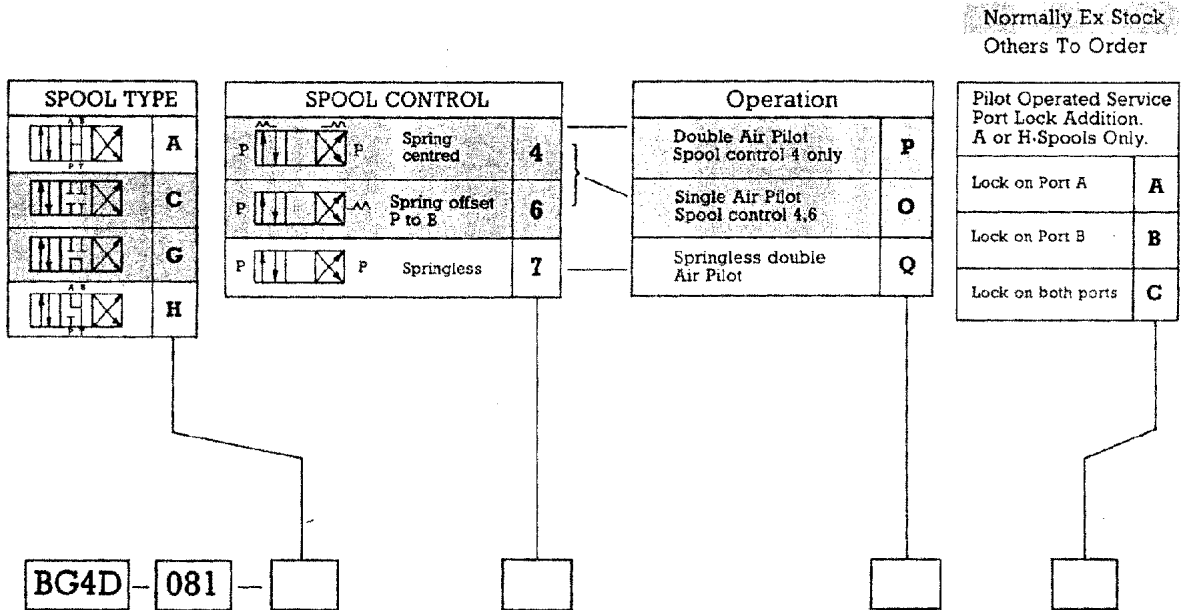 Normally Ex Stock
Others To Order
SPOOL TYPE
A B
P T
A
C
G
A B
P T
H
SPOOL CONTROL
P P Spring
centred
4
P Spring offset
P to B
6
P P Springless
7
Operation
Double Air Pilot
Spool control 4 only
P
Single Air Pilot
Spool control 4,6
O
Springless double
Air Pilot
Q
Pilot Operated Service
Port Lock Addition.
A or H·Spools Only.
Lock on Port A
A
Lock on Port B
B
Lock on both ports
C
BG4D – 081 –